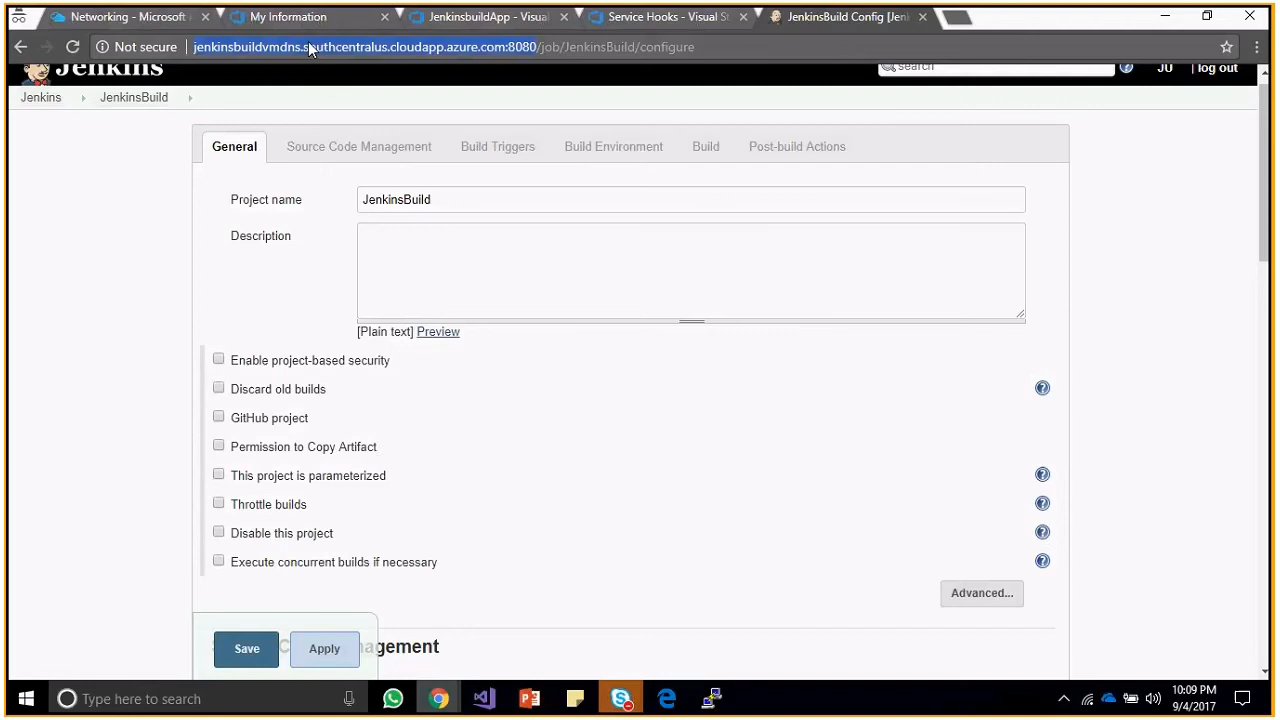 Networking - Microsoft
My Information
JenkinsbuildApp - Visual
Service Hooks - Visual St
JenkinsBuild Config [Jen
Not secure
jenkinsbuildvmdns.southcentralus.cloudapp.azure.com:8080/job/JenkinsBuild/configure
Jenkins
search
JU
log out
Jenkins
JenkinsBuild
General
Source Code Management
Build Triggers
Build Environment
Build
Post-build Actions
Project name
JenkinsBuild
Description
[Plain text] Preview
Enable project-based security
Discard old builds
GitHub project
Permission to Copy Artifact
This project is parameterized
Throttle builds
Disable this project
Execute concurrent builds if necessary
Advanced...
Save
Apply
agement
Type here to search
10:09 PM
9/4/2017